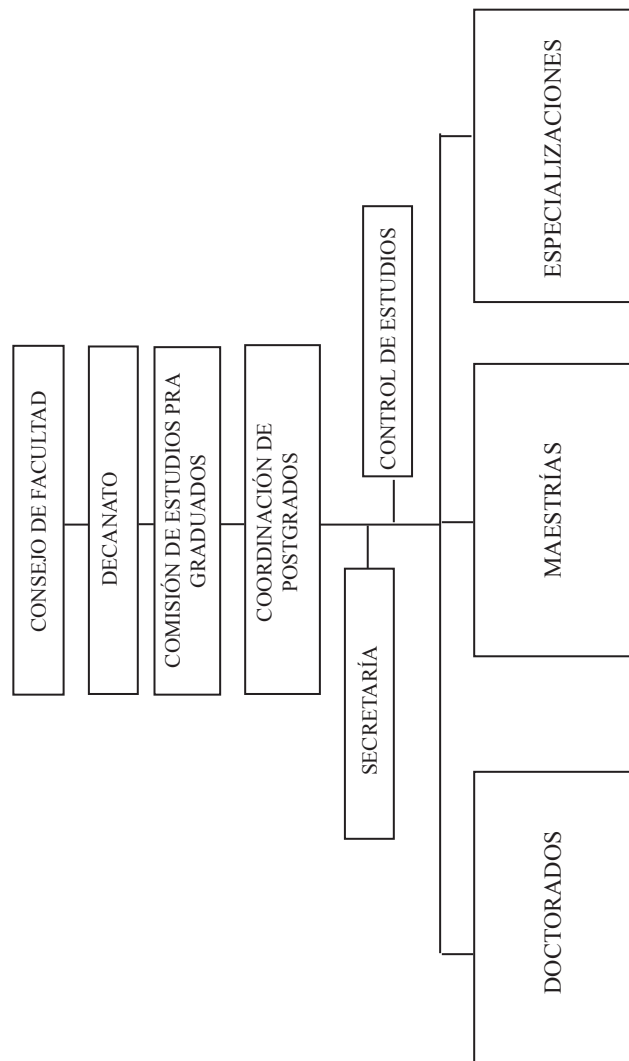 CONSEJO DE FACULTAD
DECANATO
COMISIÓN DE ESTUDIOS PRA
GRADUADOS
COORDINACIÓN DE
POSTGRADOS
SECRETARÍA
CONTROL DE ESTUDIOS
DOCTORADOS
MAESTRÍAS
ESPECIALIZACIONES